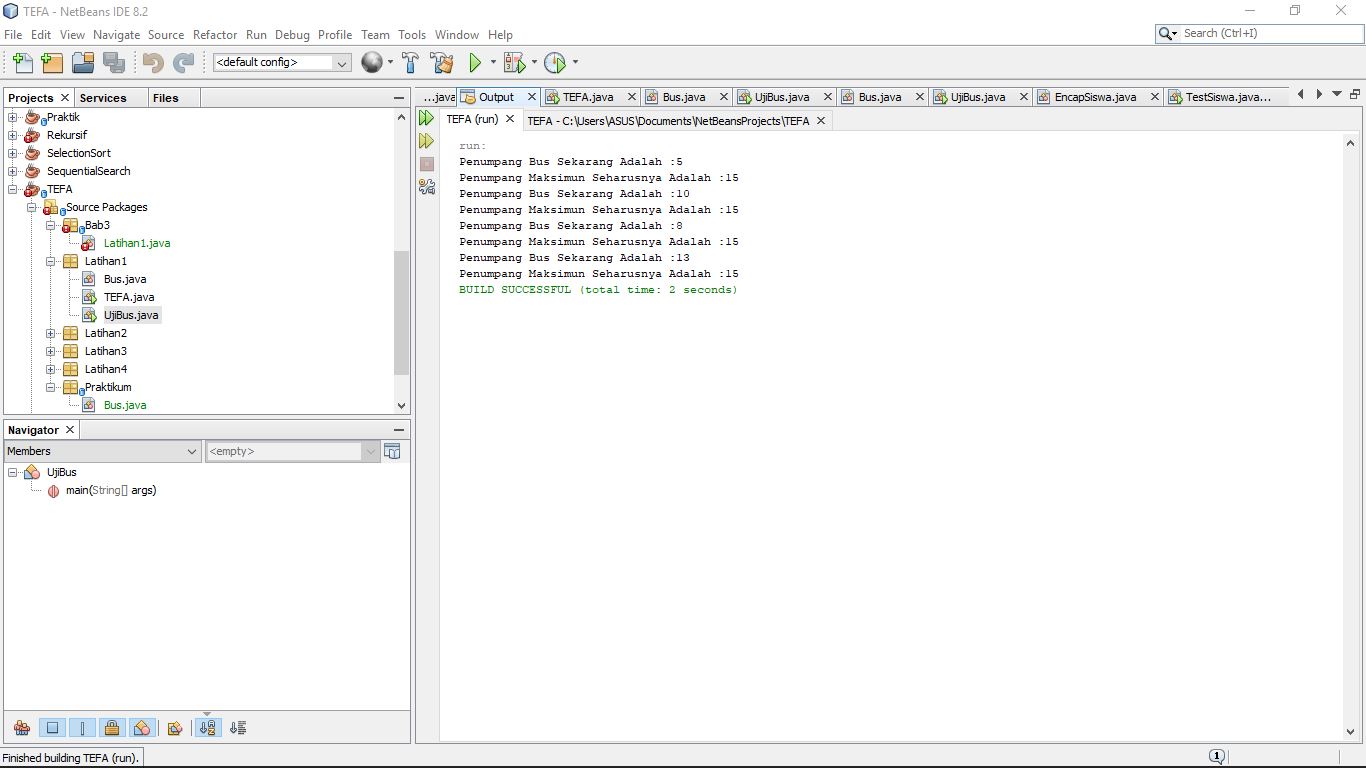 TEFA - NetBeans IDE 8.2
File Edit View Navigate Source Refactor Run Debug Profile Team Tools Window Help
Search (Ctrl+I)
<default config>
Projects Services Files
...java Output TEFA.java Bus.java UjiBus.java Bus.java UjiBus.java EncapSiswa.java TestSiswa.java...
TEFA (run) TEFA - C:\Users\ASUS\Documents\NetBeansProjects\TEFA
Praktik
Rekursif
SelectionSort
SequentialSearch
TEFA
Source Packages
Bab3
Latihan1.java
Latihan1
Bus.java
TEFA.java
UjiBus.java
Latihan2
Latihan3
Latihan4
Praktikum
Bus.java
run:
Penumpang Bus Sekarang Adalah :5
Penumpang Maksimun Seharusnya Adalah :15
Penumpang Bus Sekarang Adalah :10
Penumpang Maksimun Seharusnya Adalah :15
Penumpang Bus Sekarang Adalah :8
Penumpang Maksimun Seharusnya Adalah :15
Penumpang Bus Sekarang Adalah :13
Penumpang Maksimun Seharusnya Adalah :15
BUILD SUCCESSFUL (total time: 2 seconds)
Navigator
Members <empty>
UjiBus
main(String[] args)
Finished building TEFA (run).
1